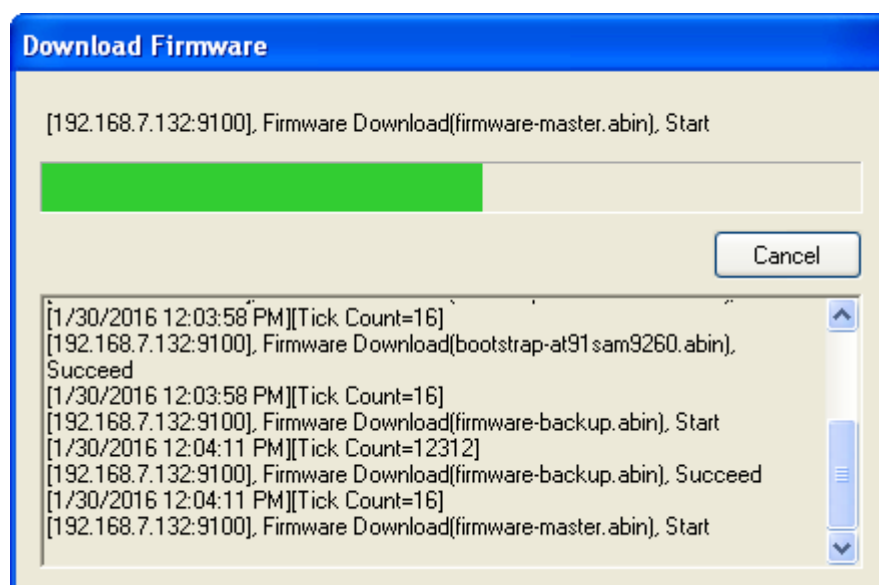 Download Firmware
[192.168.7.132:9100], Firmware Download(firmware-master.abin), Start
Cancel
[1/30/2016 12:03:58 PM][Tick Count=16]
[192.168.7.132:9100], Firmware Download(bootstrap-at91sam9260.abin),
Succeed
[1/30/2016 12:03:58 PM][Tick Count=16]
[192.168.7.132:9100], Firmware Download(firmware-backup.abin), Start
[1/30/2016 12:04:11 PM][Tick Count=12312]
[192.168.7.132:9100], Firmware Download(firmware-backup.abin), Succeed
[1/30/2016 12:04:11 PM][Tick Count=16]
[192.168.7.132:9100], Firmware Download(firmware-master.abin), Start